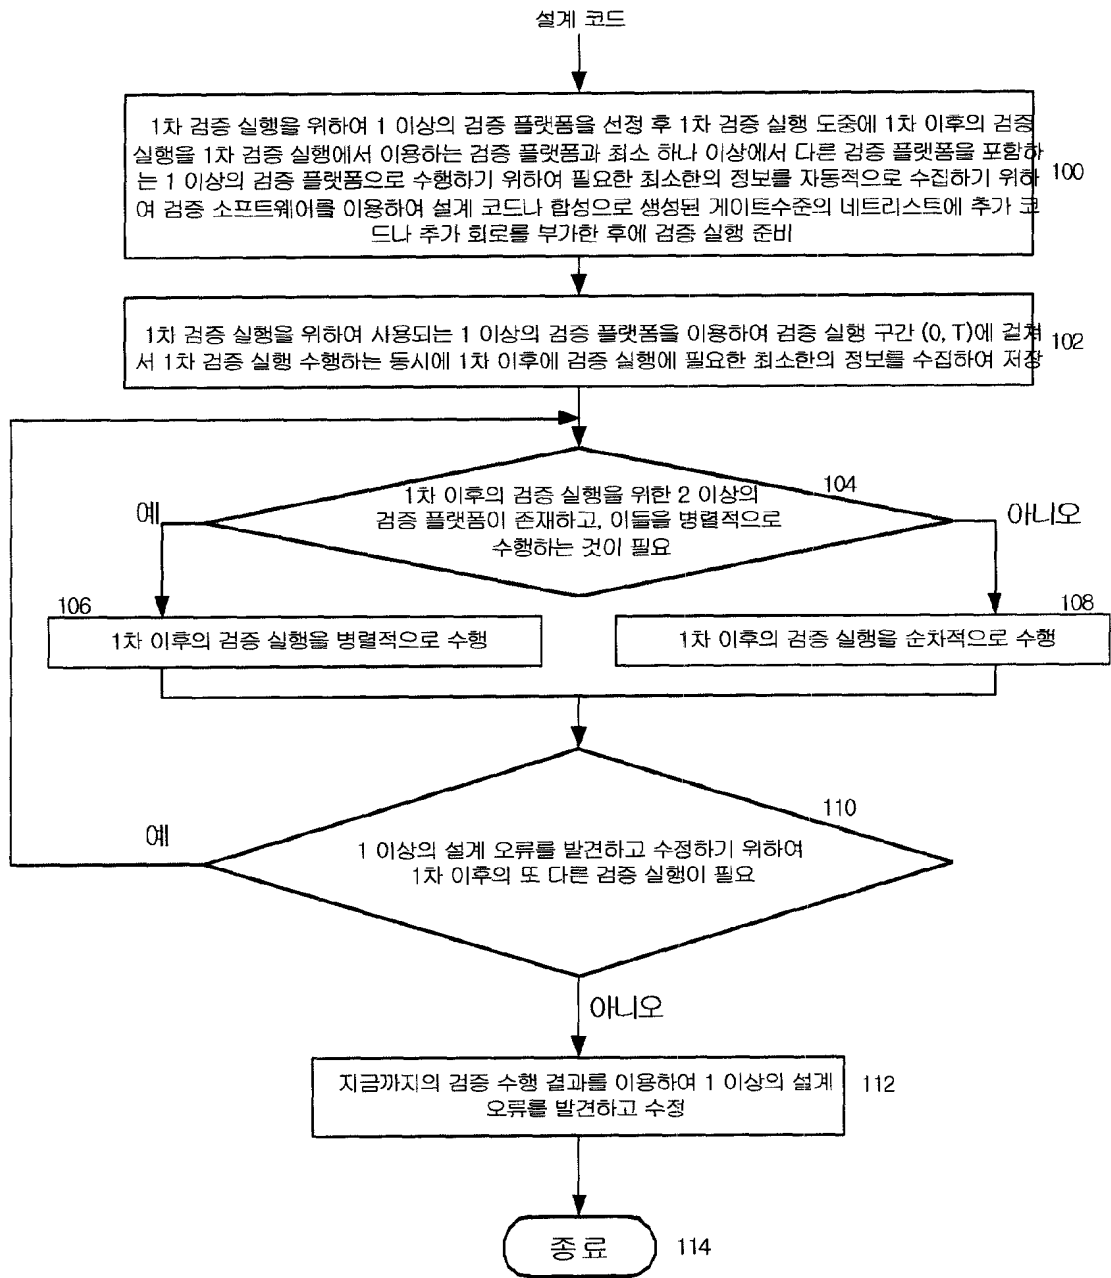 설계 코드
1차 검증 실행을 위하여 1 이상의 검증 플랫폼을 선정 후 1차 검증 실행 도중에 1차 이후의 검증
실행을 1차 검증 실행에서 이용하는 검증 플랫폼과 최소 하나 이상에서 다른 검증 플랫폼을 포함하
는 1 이상의 검증 플랫폼으로 수행하기 위하여 필요한 최소한의 정보를 자동적으로 수집하기 위하
여 검증 소프트웨어를 이용하여 설계 코드나 합성으로 생성된 게이트수준의 네트리스트에 추가 코
드나 추가 회로를 부가한 후에 검증 실행 준비
100
1차 검증 실행을 위하여 사용되는 1 이상의 검증 플랫폼을 이용하여 검증 실행 구간 (0, T)에 걸쳐
서 1차 검증 실행 수행하는 동시에 1차 이후에 검증 실행에 필요한 최소한의 정보를 수집하여 저장
102
104
1차 이후의 검증 실행을 위한 2 이상의
검증 플랫폼이 존재하고, 이들을 병렬적으로
수행하는 것이 필요
예
아니오
106
1차 이후의 검증 실행을 병렬적으로 수행
108
1차 이후의 검증 실행을 순차적으로 수행
110
예
1 이상의 설계 오류를 발견하고 수정하기 위하여
1차 이후의 또 다른 검증 실행이 필요
아니오
지금까지의 검증 수행 결과를 이용하여 1 이상의 설계
오류를 발견하고 수정
112
종료
114